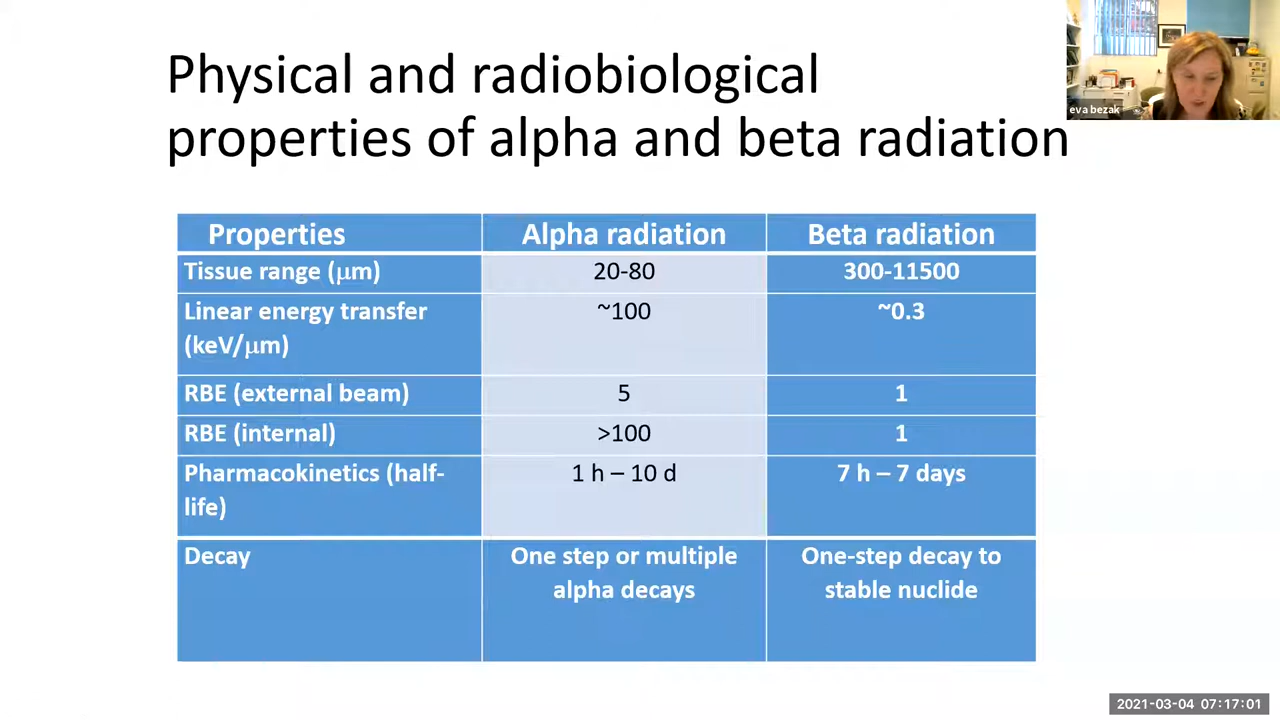 Physical and radiobiological
properties of alpha and beta radiation
eva bezak
Properties Alpha radiation Beta radiation
Tissue range (μm) 20-80 300-11500
Linear energy transfer ~100 ~0.3
(keV/μm)
RBE (external beam) 5 1
RBE (internal) >100 1
Pharmacokinetics (half- 1 h – 10 d 7 h – 7 days
life)
Decay One step or multiple One-step decay to
alpha decays stable nuclide
2021-03-04 07:17:01